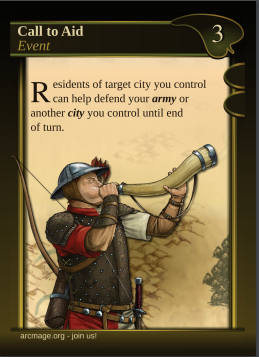 Call to Aid
Event
3
Residents of target city you control
can help defend your army or
another city you control until end
of turn.
arcmage.org - join us!